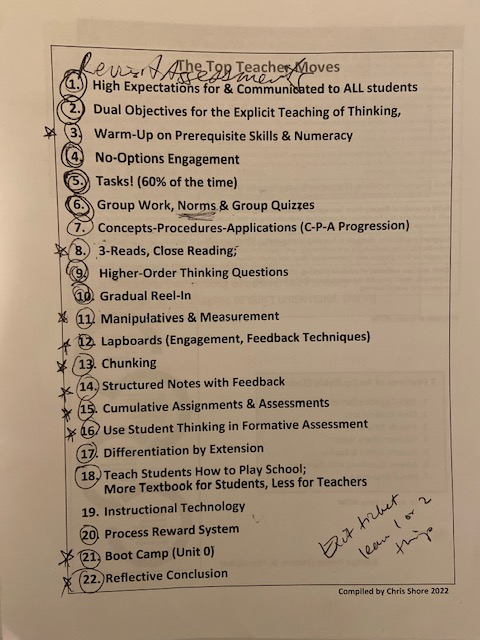 The Top Teacher Moves
Revisit Assessments
1. High Expectations for & Communicated to ALL students
2. Dual Objectives for the Explicit Teaching of Thinking,
3. Warm-Up on Prerequisite Skills & Numeracy
4. No-Options Engagement
5. Tasks! (60% of the time)
6. Group Work, Norms & Group Quizzes
7. Concepts-Procedures-Applications (C-P-A Progression)
8. 3-Reads, Close Reading;
9. Higher-Order Thinking Questions
10. Gradual Reel-In
11. Manipulatives & Measurement
12. Lapboards (Engagement, Feedback Techniques)
13. Chunking
14. Structured Notes with Feedback
15. Cumulative Assignments & Assessments
16. Use Student Thinking in Formative Assessment
17. Differentiation by Extension
18. Teach Students How to Play School;
More Textbook for Students, Less for Teachers
19. Instructional Technology
20. Process Reward System
21. Boot Camp (Unit 0)
22. Reflective Conclusion
Exit ticket
learn 1 or 2
things
Compiled by Chris Shore 2022